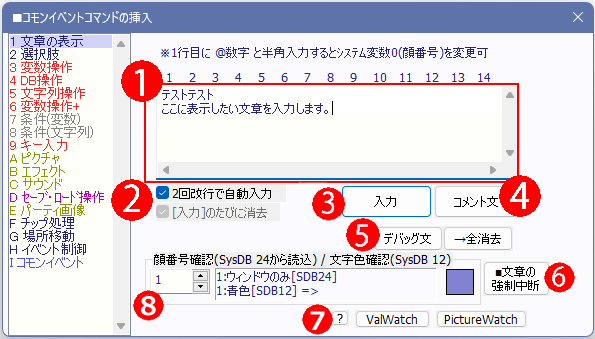 ■コモンイベントコマンドの挿入
1 文章の表示
2 選択肢
3 変数操作
4 DB操作
5 文字列操作
6 変数操作+
7 条件(変数)
8 条件(文字列)
9 キー入力
A ピクチャ
B エフェクト
C サウンド
D セーブ・ロード操作
E パーティ画像
F チップ処理
G 場所移動
H イベント制御
I コモンイベント
※1行目に @数字 と半角入力するとシステム変数0(顔番号)を変更可
1 2 3 4 5 6 7 8 9 10 11 12 13 14
1
テストテスト
ここに表示したい文章を入力します。
2
2回改行で自動入力
[入力]のたびに消去
3
入力
コメント文
4
5
デバッグ文
→全消去
顔番号確認(SysDB 24から読込) / 文字色確認(SysDB 12)
1
1:ウィンドウのみ[SDB24]
1:青色[SDB12] =>
■文章の
強制中断
6
8
7
?
ValWatch
PictureWatch